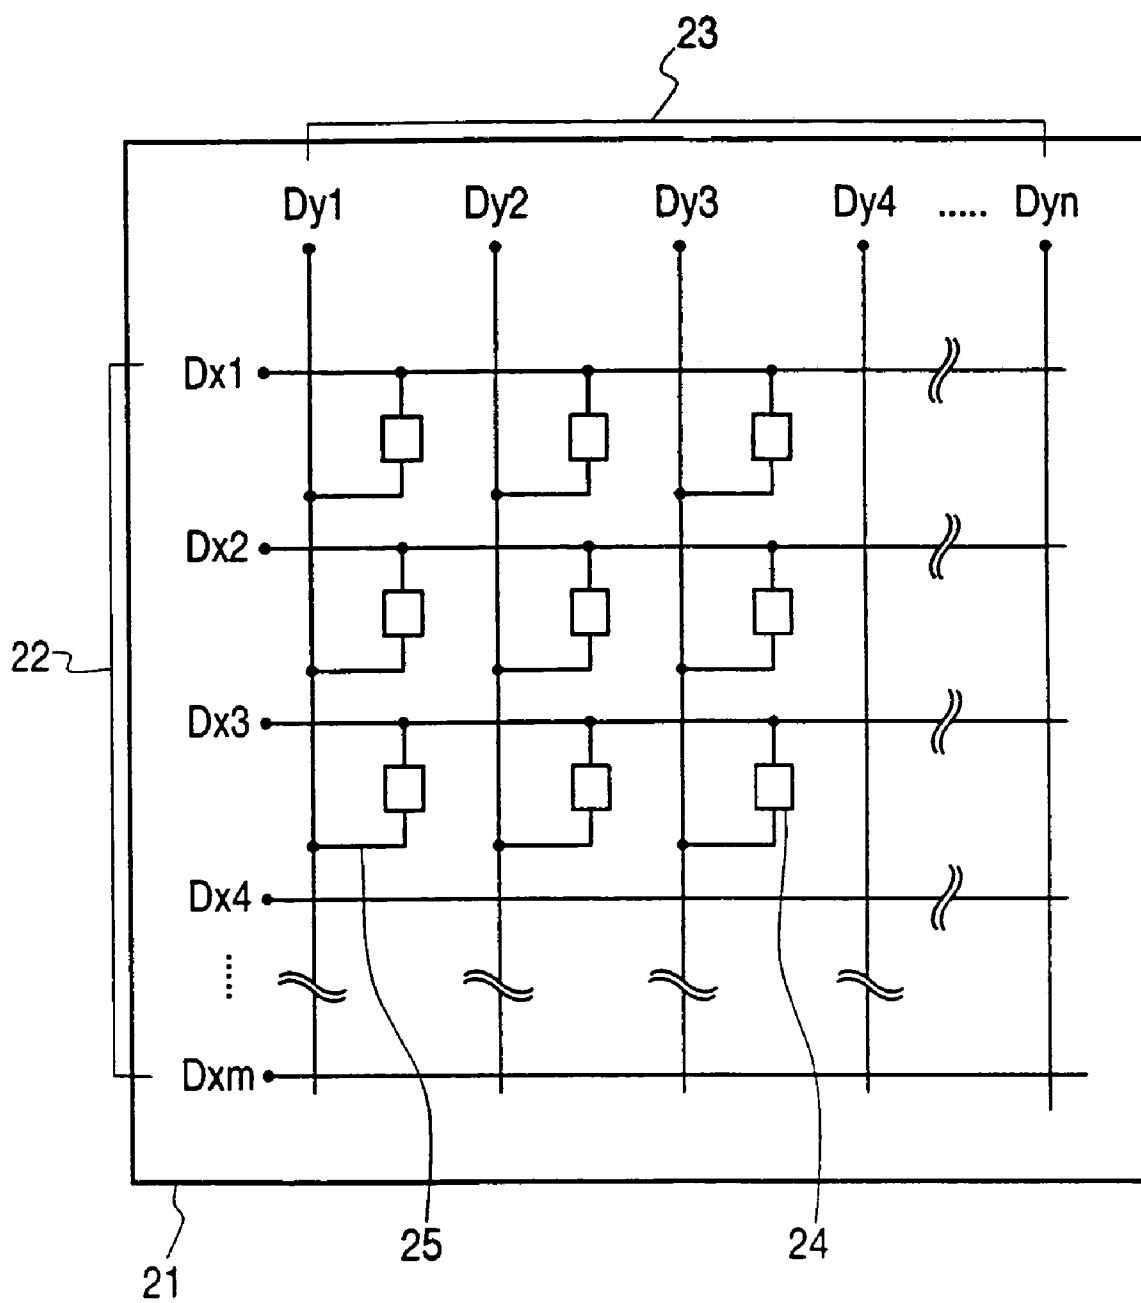 23
Dy1 Dy2 Dy3 Dy4 ..... Dyn
Dx1
Dx2
22
Dx3
Dx4
......
Dxm
25 24
21